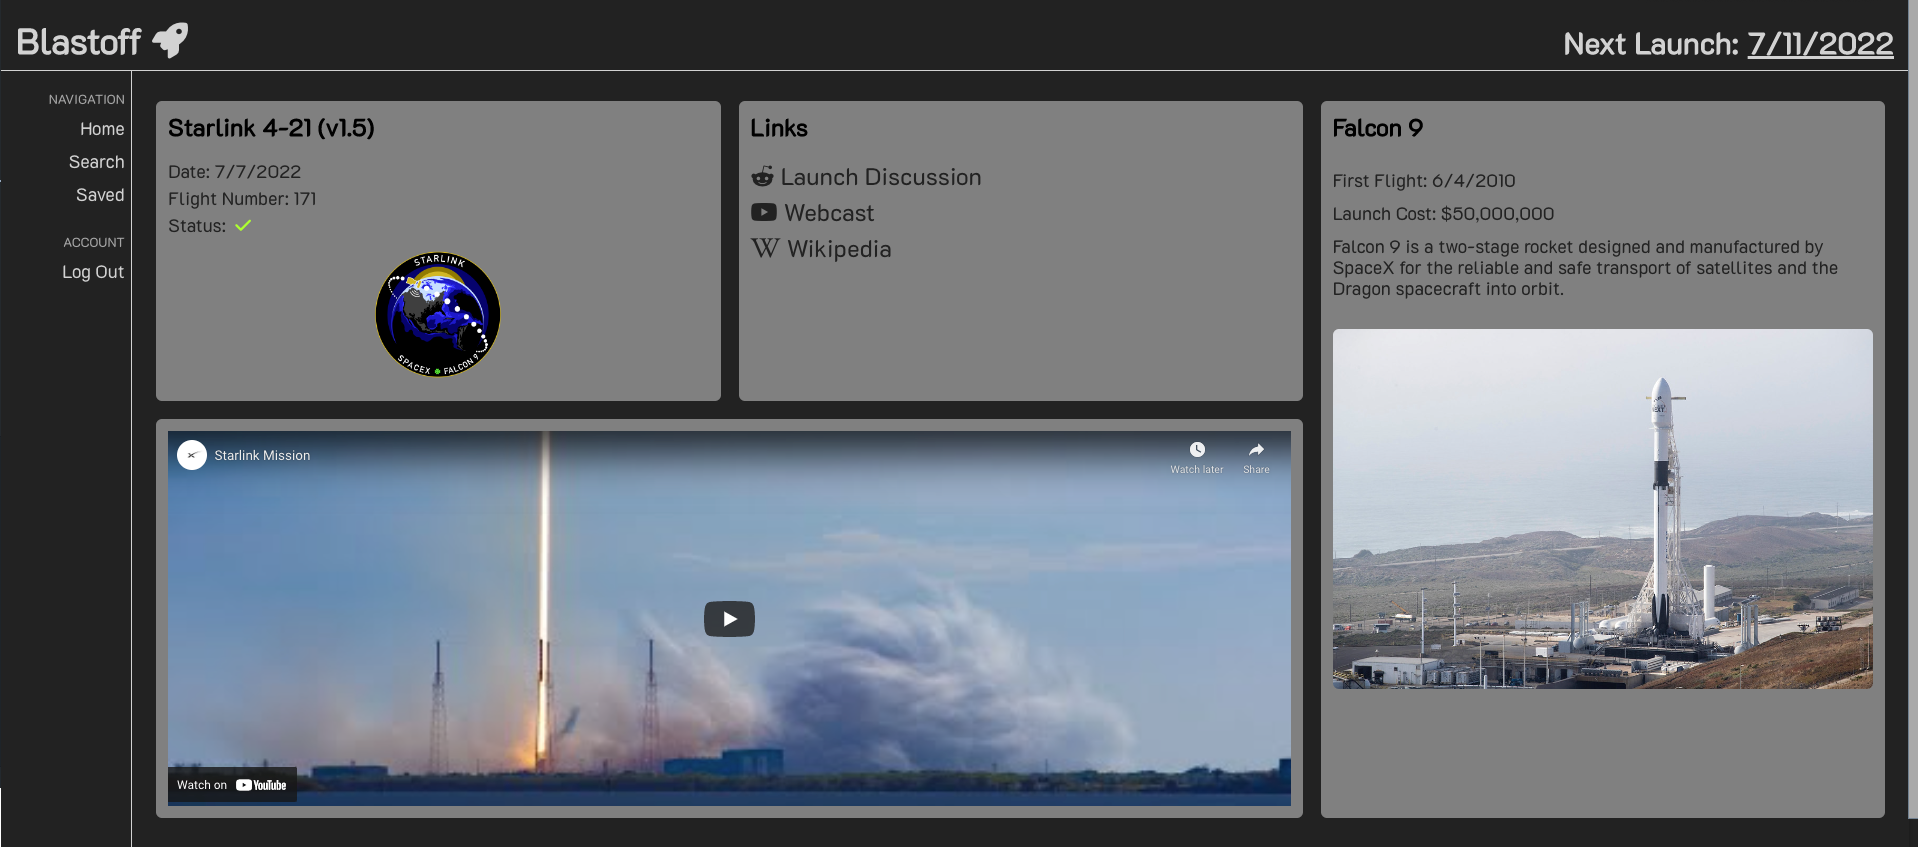 Blastoff
Next Launch: 7/11/2022
NAVIGATION
Home
Search
Saved
ACCOUNT
Log Out
Starlink 4-21 (v1.5)
Date: 7/7/2022
Flight Number: 171
Status:
STARLINK
SPACEX FALCON 9
Links
Launch Discussion
Webcast
Wikipedia
Starlink Mission
Watch later
Share
Watch on YouTube
Falcon 9
First Flight: 6/4/2010
Launch Cost: $50,000,000
Falcon 9 is a two-stage rocket designed and manufactured by
SpaceX for the reliable and safe transport of satellites and the
Dragon spacecraft into orbit.